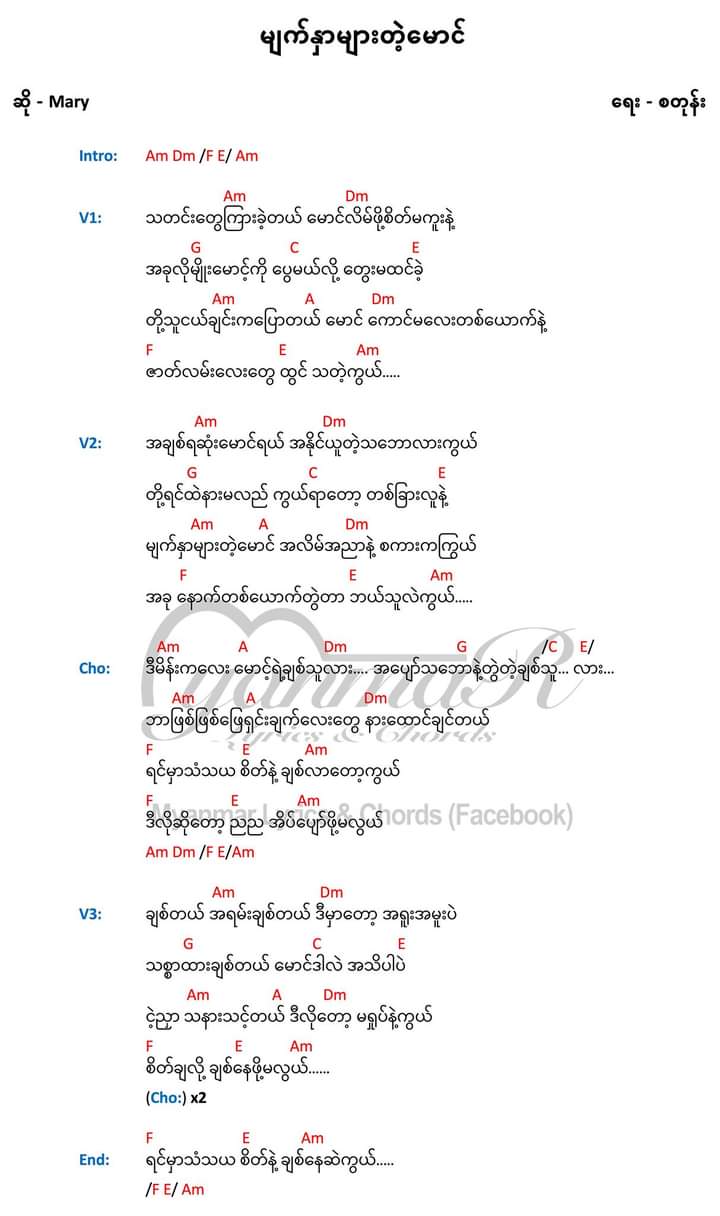 မျက်နှာများတဲ့မောင်
ဆို - Mary ရေး - စတုန်း
Intro: Am Dm /F E/ Am
Am Dm
V1: သတင်းတွေကြားခဲ့တယ် မောင်လိမ်ဖို့စိတ်မကူးနဲ့
G C E
အခုလိုမျိုးမောင့်ကို ပွေမယ်လို့ တွေးမထင်ခဲ့
Am A Dm
တို့သူငယ်ချင်းကပြောတယ် မောင် ကောင်မလေးတစ်ယောက်နဲ့
F E Am
ဇာတ်လမ်းလေးတွေ ထွင် သတဲ့ကွယ်.....
Am Dm
V2: အချစ်ရဆုံးမောင်ရယ် အနိုင်ယူတဲ့သဘောလားကွယ်
G C E
တို့ရင်ထဲနားမလည် ကွယ်ရာတော့ တစ်ခြားလူနဲ့
Am A Dm
မျက်နှာများတဲ့မောင် အလိမ်အညာနဲ့ စကားကကြွယ်
F E Am
အခု နောက်တစ်ယောက်တွဲတာ ဘယ်သူလဲကွယ်.....
Am A Dm G /C E/
Cho: ဒီမိန်းကလေး မောင့်ရဲ့ချစ်သူလား.... အပျော်သဘောနဲ့တွဲတဲ့ချစ်သူ... လား...
Am A Dm
ဘာဖြစ်ဖြစ်ဖြေရှင်းချက်လေးတွေ နားထောင်ချင်တယ်
F E Am
ရင်မှာသံသယ စိတ်နဲ့ ချစ်လာတော့ကွယ်
F E Am
ဒီလိုဆိုတော့ ညည အိပ်ပျော်ဖို့မလွယ်
Am Dm /F E/Am
Am Dm
V3: ချစ်တယ် အရမ်းချစ်တယ် ဒီမှာတော့ အရူးအမူးပဲ
G C E
သစ္စာထားချစ်တယ် မောင်ဒါလဲ အသိပါပဲ
Am A Dm
ငဲ့ညှာ သနားသင့်တယ် ဒီလိုတော့ မရှုပ်နဲ့ကွယ်
F E Am
စိတ်ချလို့ ချစ်နေဖို့မလွယ်......
(Cho:) x2
F E Am
End: ရင်မှာသံသယ စိတ်နဲ့ ချစ်နေဆဲကွယ်.....
/F E/ Am
MyanmaR
Lyrics & Chords
Myanmar Lyrics & Chords (Facebook)